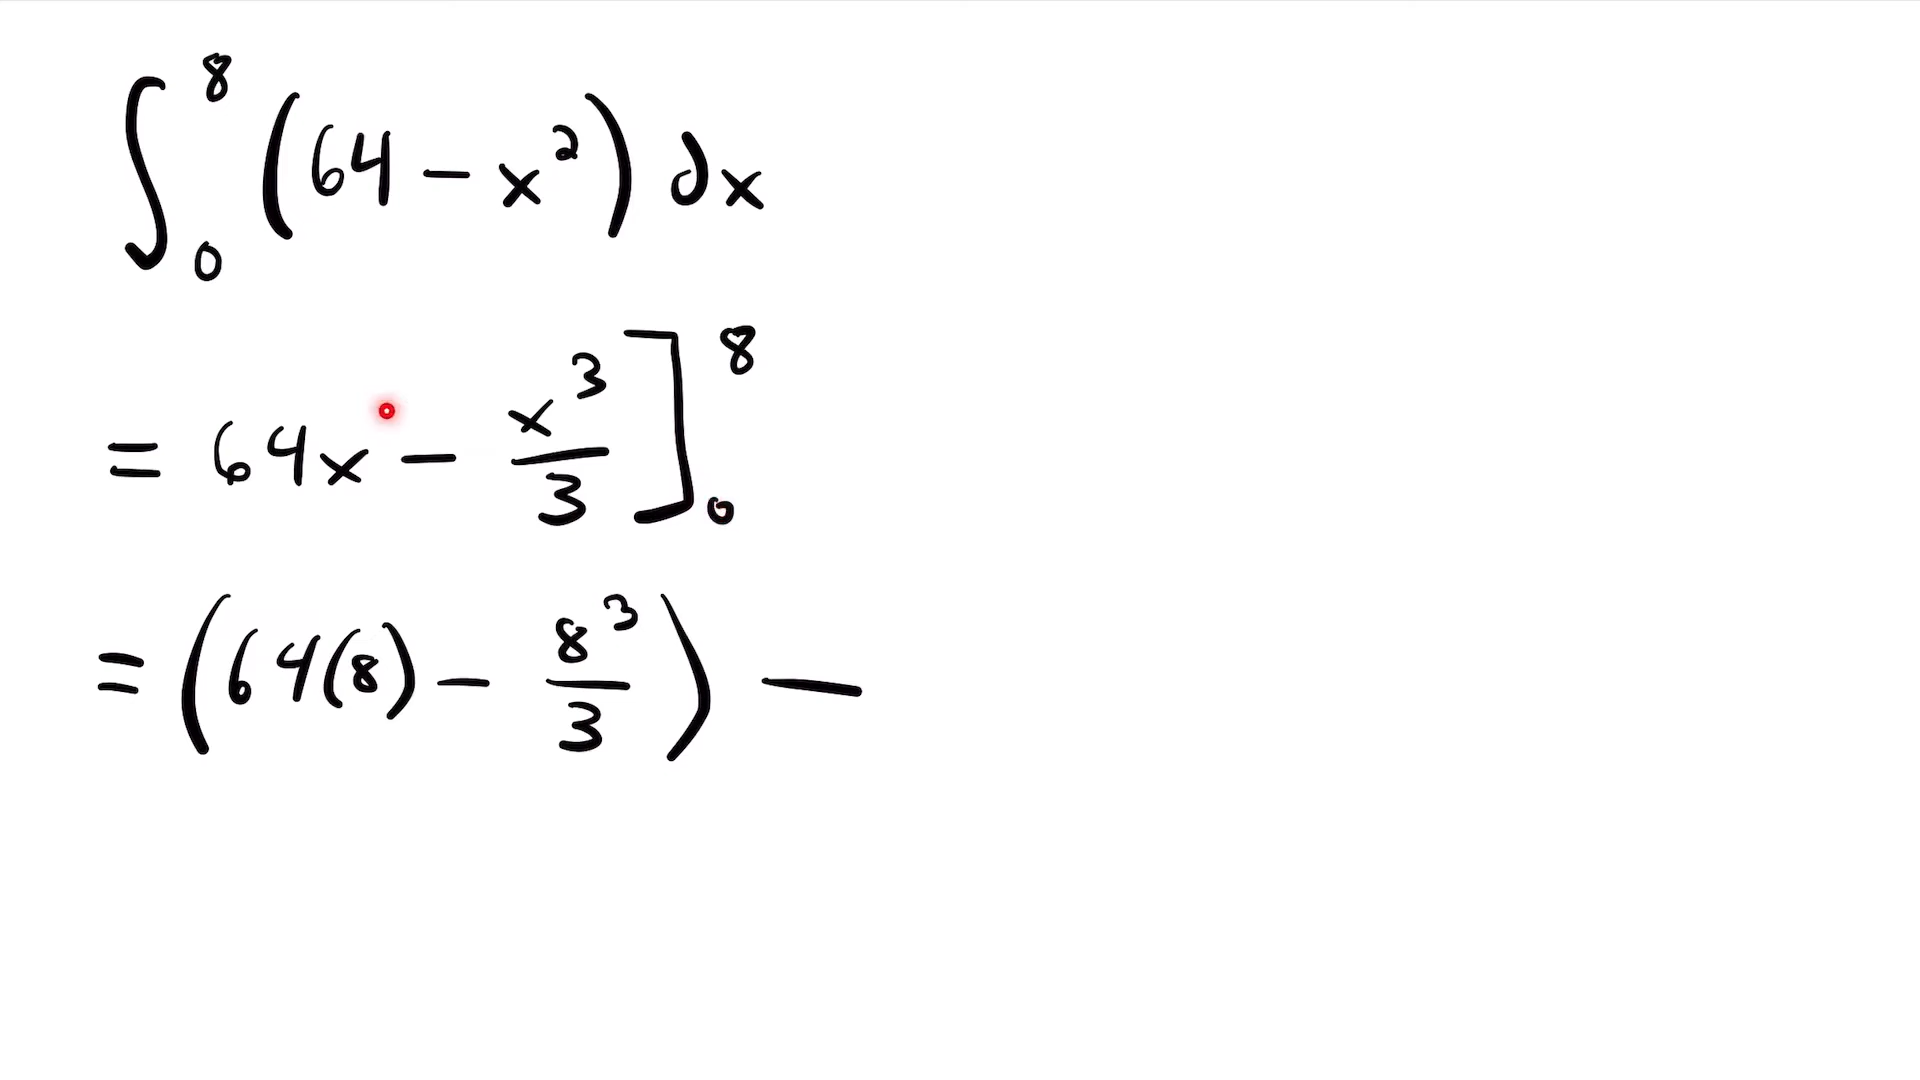 ∫₀⁸ (64 − x²) dx
= 64x − x³/3 ]₀⁸
= (64(8) − 8³/3) −